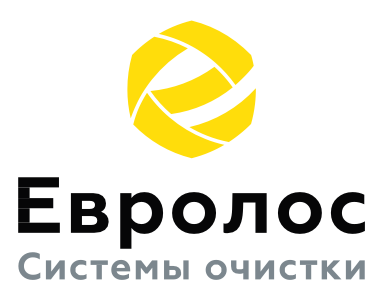 Евролос
Системы очистки